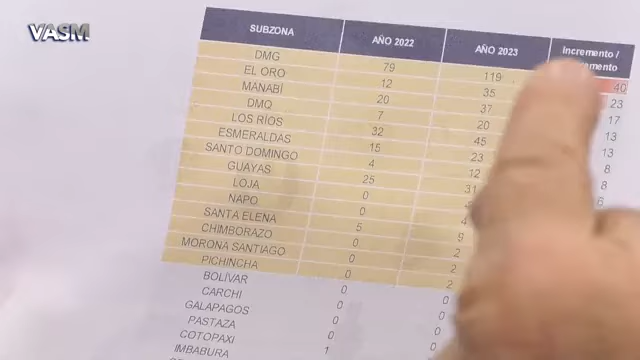 VASM
SUBZONA AÑO 2022 AÑO 2023 Incremento /
DMG 79 119 40
EL ORO 12 35 23
MANABÍ 20 37 17
DMQ 7 20 13
LOS RÍOS 32 45 13
ESMERALDAS 15 23 8
SANTO DOMINGO 4 12 8
GUAYAS 25 31 6
LOJA 0
NAPO 0 4
SANTA ELENA 5 9
CHIMBORAZO 0 2
MORONA SANTIAGO 0 2
PICHINCHA 0 2
BOLÍVAR 0 0
CARCHI 0 0
GALAPAGOS 0 0
PASTAZA 0 0
COTOPAXI 1
IMBABURA